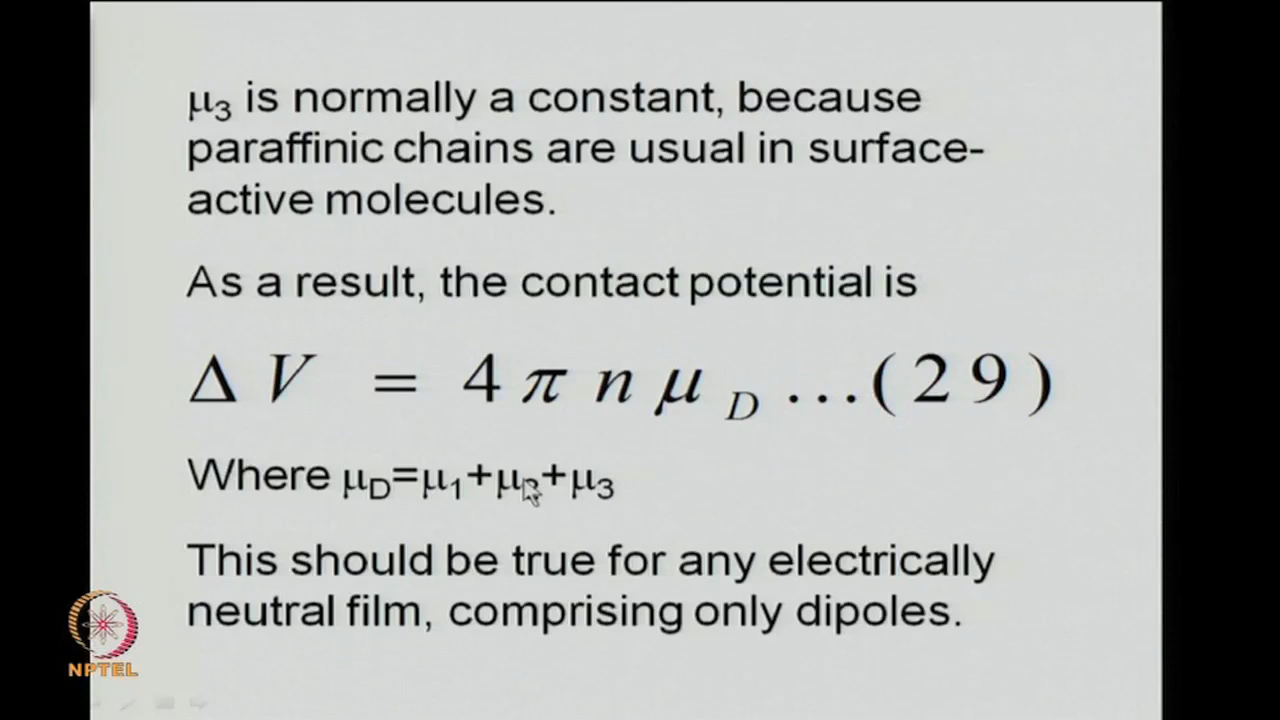 μ₃ is normally a constant, because
paraffinic chains are usual in surface-
active molecules.
As a result, the contact potential is
Δ V = 4 π n μ D ...(29)
Where μD=μ₁+μ₂+μ₃
This should be true for any electrically
neutral film, comprising only dipoles.
NPTEL